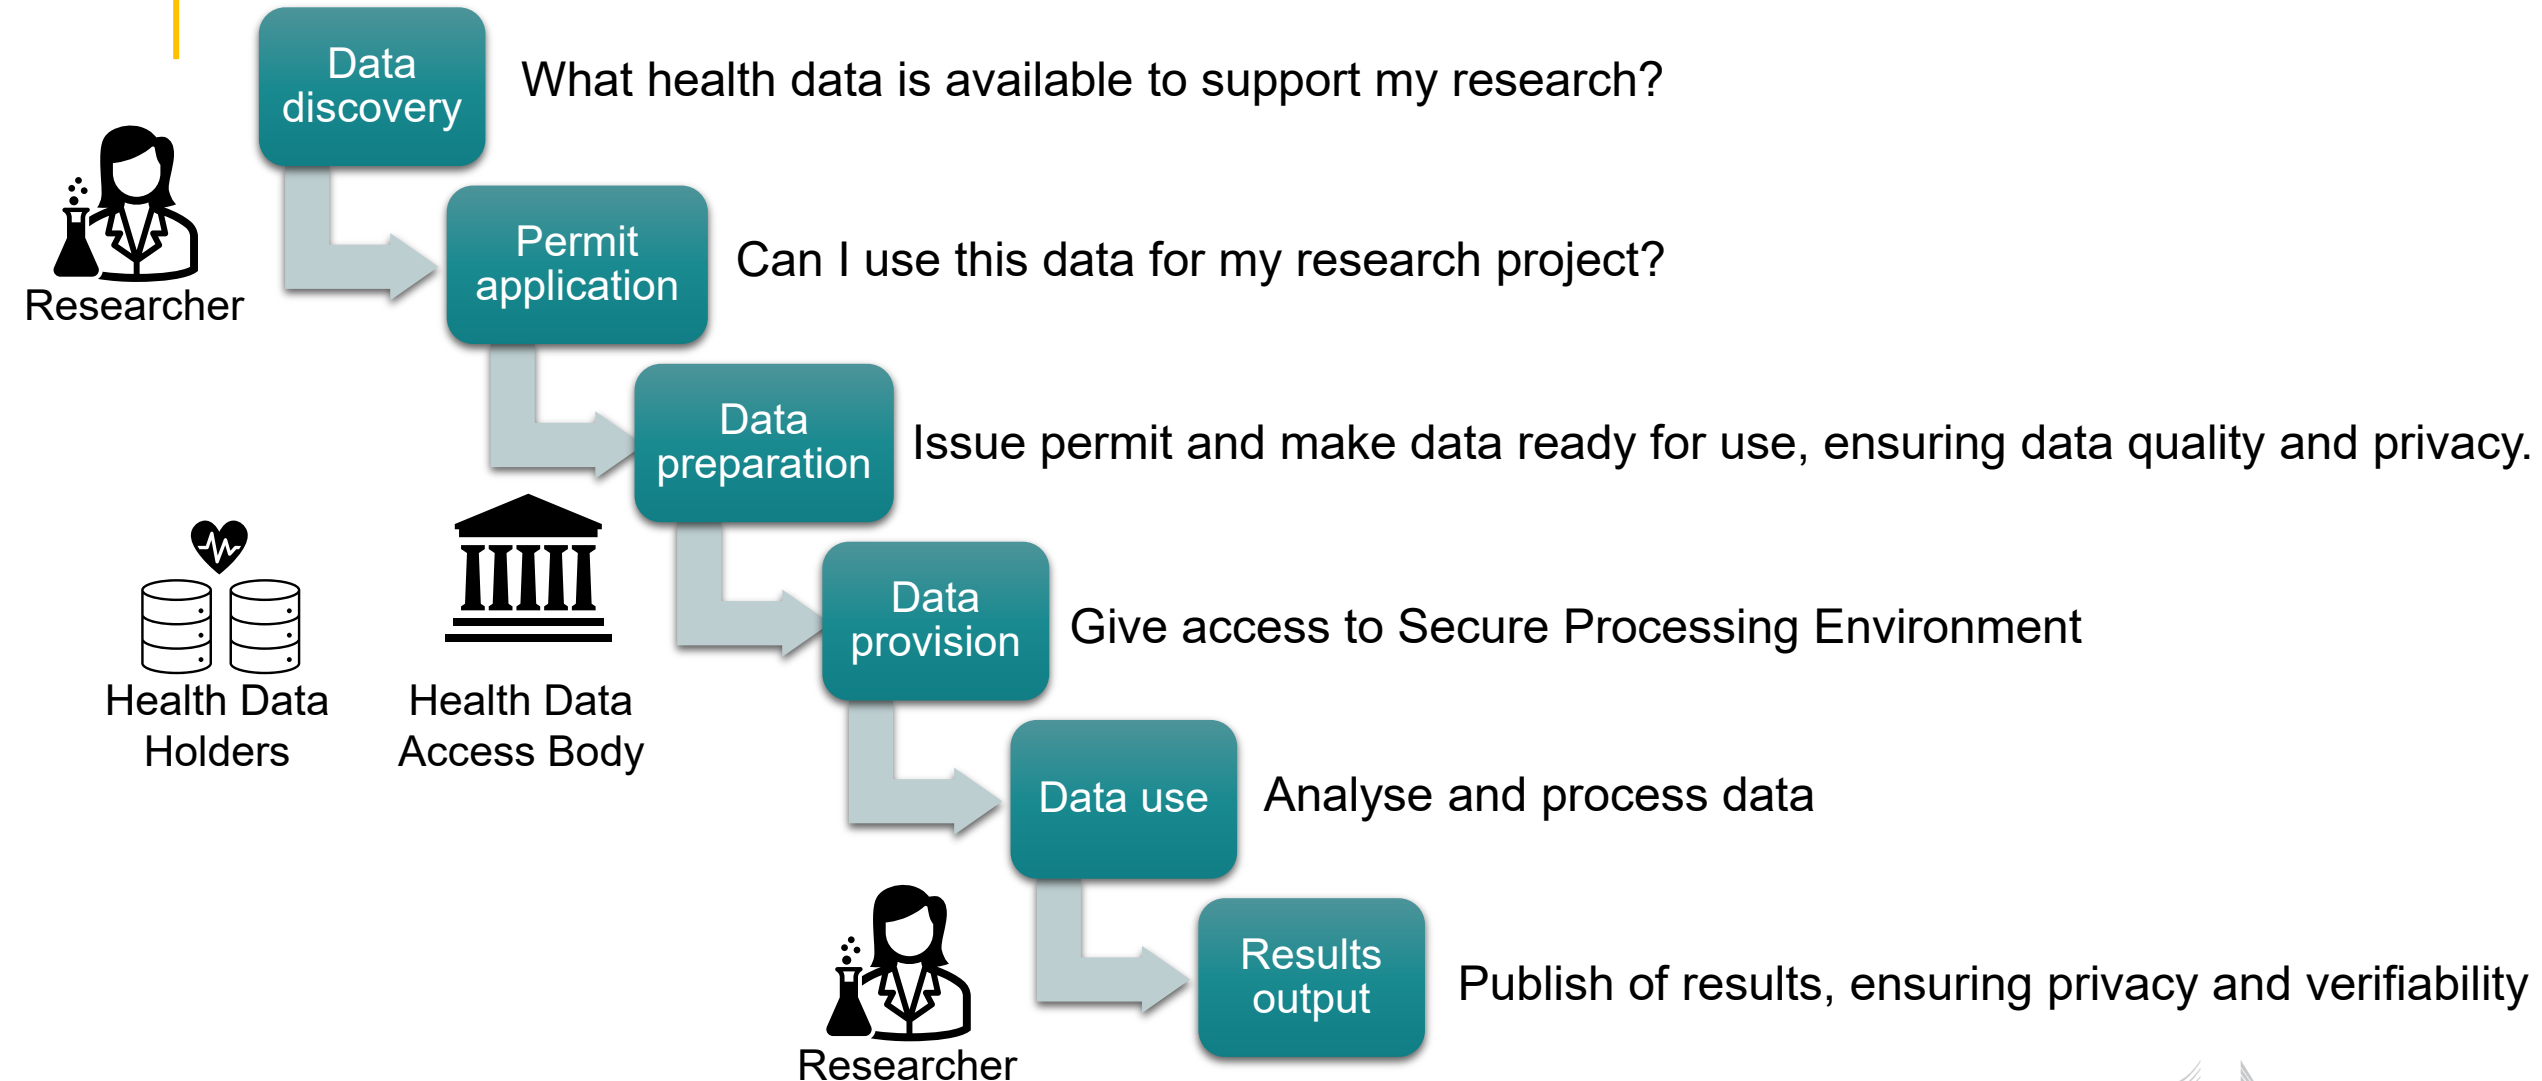 Data
discovery
What health data is available to support my research?
Researcher
Permit
application
Can I use this data for my research project?
Data
preparation
Issue permit and make data ready for use, ensuring data quality and privacy.
Health Data
Holders
Health Data
Access Body
Data
provision
Give access to Secure Processing Environment
Data use
Analyse and process data
Researcher
Results
output
Publish of results, ensuring privacy and verifiability